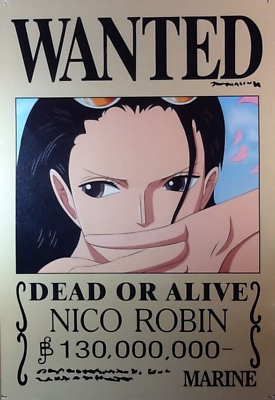 WANTED
DEAD OR ALIVE
NICO ROBIN
฿ 130,000,000-
MARINE